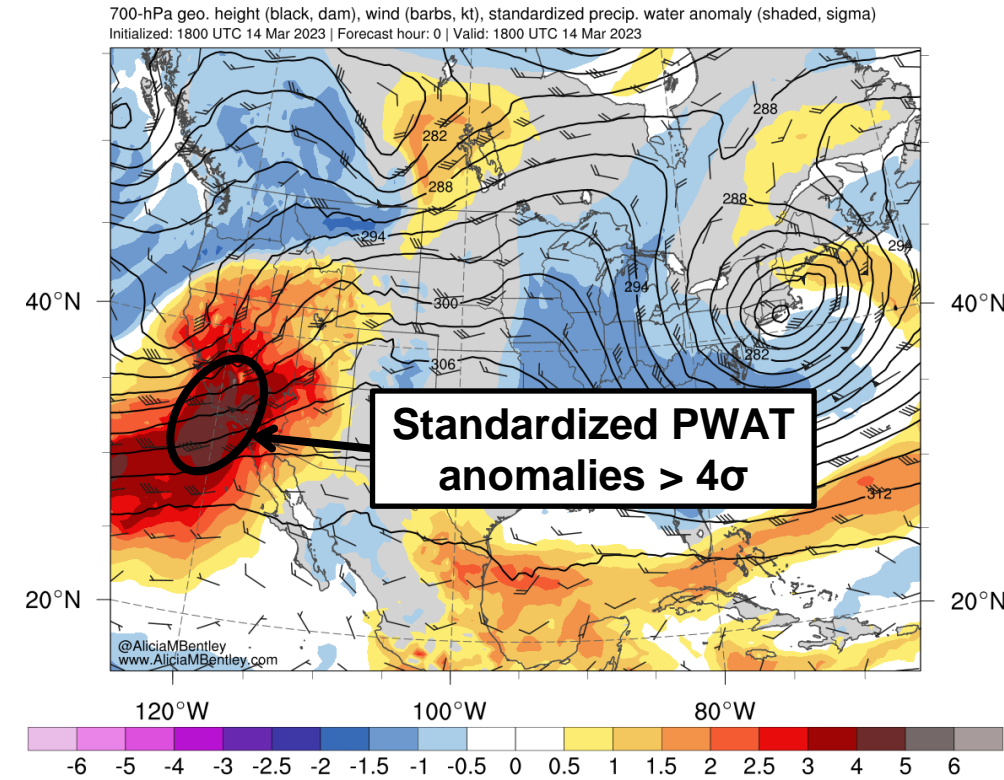 700-hPa geo. height (black, dam), wind (barbs, kt), standardized precip. water anomaly (shaded, sigma)
Initialized: 1800 UTC 14 Mar 2023 | Forecast hour: 0 | Valid: 1800 UTC 14 Mar 2023
288
282
288
288
294
294
294
40°N
300
40°N
282
306
Standardized PWAT
anomalies > 4σ
312
20°N
20°N
@AliciaMBentley
www.AliciaMBentley.com
120°W 100°W 80°W
-6 -5 -4 -3 -2.5 -2 -1.5 -1 -0.5 0 0.5 1 1.5 2 2.5 3 4 5 6